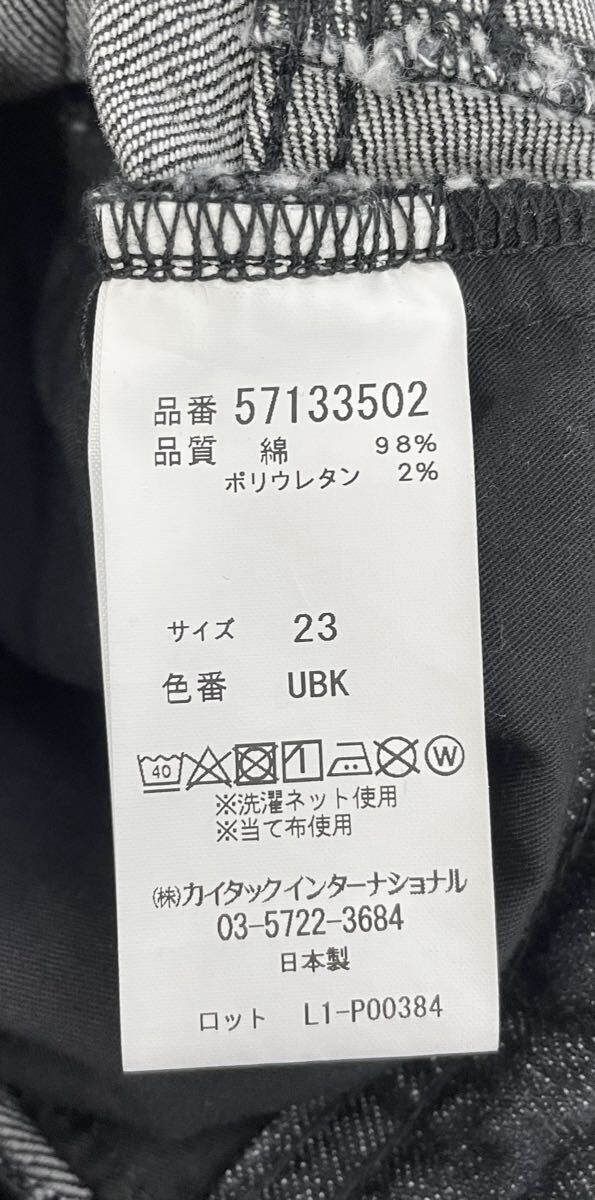 品番 57133502
品質 綿 98%
ポリウレタン 2%
サイズ 23
色番 UBK
40 W
※洗濯ネット使用
※当て布使用
㈱カイタックインターナショナル
03-5722-3684
日本製
ロット L1-P00384